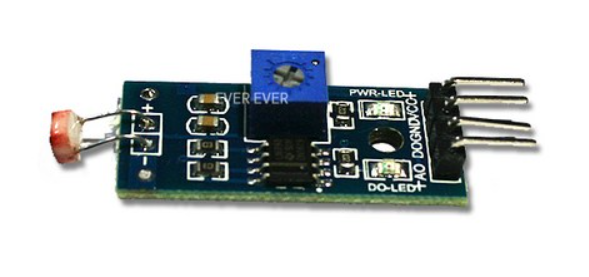 EVER EVER
PWR-LED
+
VCC
GND
DO
AO
DO-LED
+
+
-